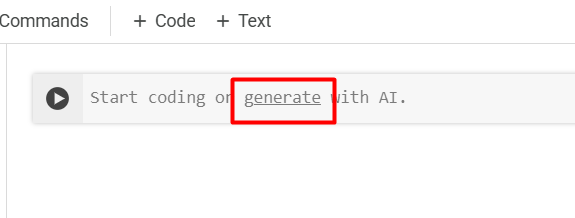 Commands + Code + Text
Start coding or generate with AI.